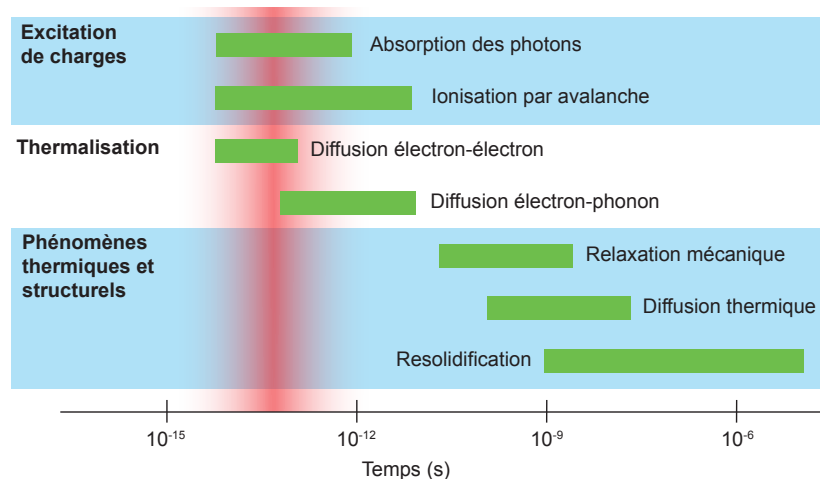 Excitation
de charges
Absorption des photons
Ionisation par avalanche
Thermalisation
Diffusion électron-électron
Diffusion électron-phonon
Phénomènes
thermiques et
structurels
Relaxation mécanique
Diffusion thermique
Resolidification
10⁻¹⁵ 10⁻¹² 10⁻⁹ 10⁻⁶
Temps (s)